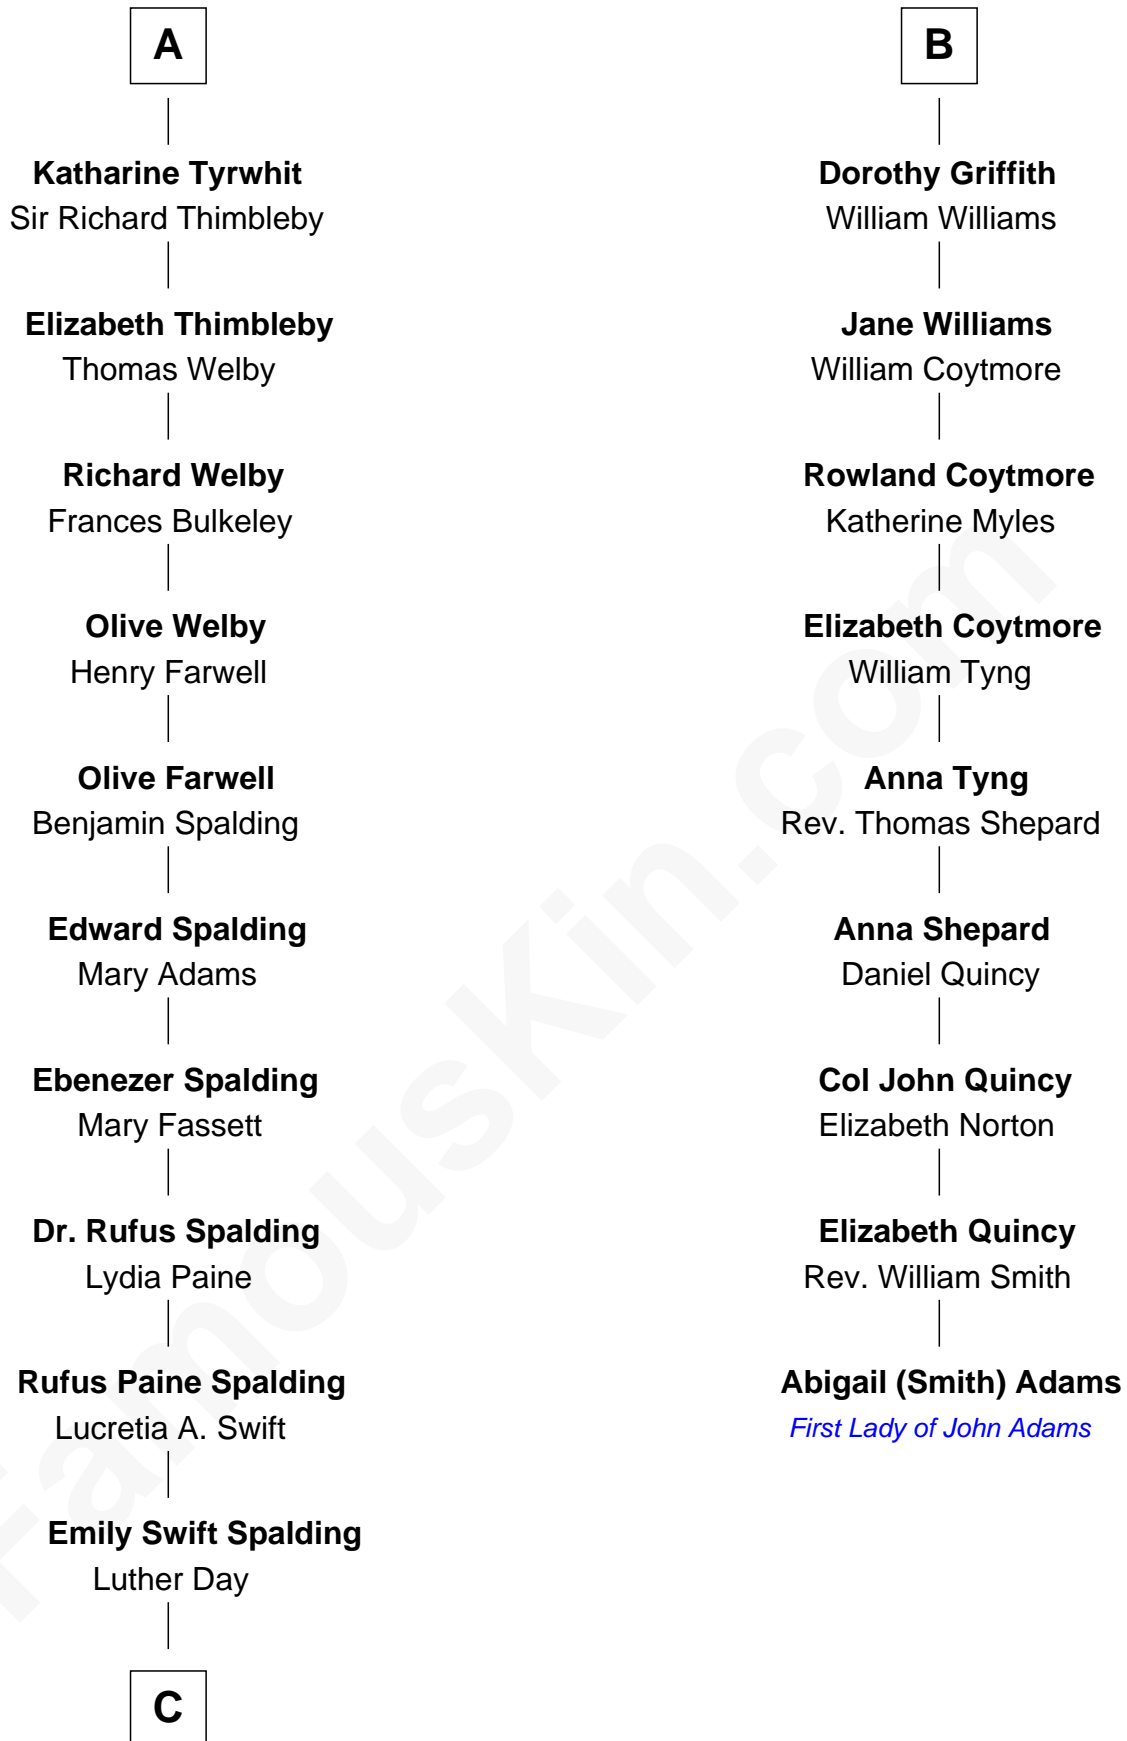 A
Katharine Tyrwhit
Sir Richard Thimbleby
Elizabeth Thimbleby
Thomas Welby
Richard Welby
Frances Bulkeley
Olive Welby
Henry Farwell
Olive Farwell
Benjamin Spalding
Edward Spalding
Mary Adams
Ebenezer Spalding
Mary Fassett
Dr. Rufus Spalding
Lydia Paine
Rufus Paine Spalding
Lucretia A. Swift
Emily Swift Spalding
Luther Day
C
B
Dorothy Griffith
William Williams
Jane Williams
William Coytmore
Rowland Coytmore
Katherine Myles
Elizabeth Coytmore
William Tyng
Anna Tyng
Rev. Thomas Shepard
Anna Shepard
Daniel Quincy
Col John Quincy
Elizabeth Norton
Elizabeth Quincy
Rev. William Smith
Abigail (Smith) Adams
First Lady of John Adams
FamousKin.com